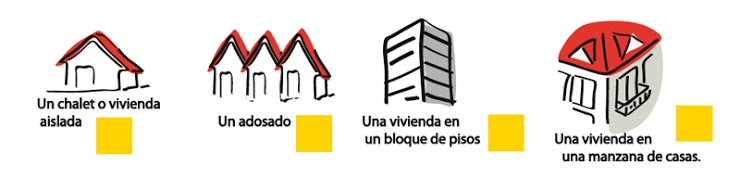 Un chalet o vivienda
aislada
Un adosado
Una vivienda en
un bloque de pisos
Una vivienda en
una manzana de casas.